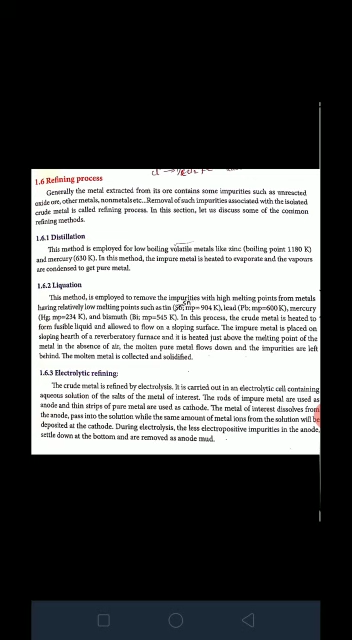 1.6 Refining process
Generally the metal extracted from its ore contains some impurities such as unreacted
oxide ore, other metals, nonmetals etc...Removal of such impurities associated with the isolated
crude metal is called refining process. In this section, let us discuss some of the common
refining methods.
1.6.1 Distillation
This method is employed for low boiling volatile metals like zinc (boiling point 1180 K)
and mercury (630 K). In this method, the impure metal is heated to evaporate and the vapours
are condensed to get pure metal.
1.6.2 Liquation
This method, is employed to remove the impurities with high melting points from metals
having relatively low melting points such as tin (Sn mp= 904 K), lead (Pb; mp=600 K), mercury
(Hg; mp=234 K), and bismuth (Bi; mp=545 K). In this process, the crude metal is heated to
form fusible liquid and allowed to flow on a sloping surface. The impure metal is placed on
sloping hearth of a reverberatory furnace and it is heated just above the melting point of the
metal in the absence of air, the molten pure metal flows down and the impurities are left
behind. The molten metal is collected and solidified.
1.6.3 Electrolytic refining:
The crude metal is refined by electrolysis. It is carried out in an electrolytic cell containing
aqueous solution of the salts of the metal of interest. The rods of impure metal are used as
anode and thin strips of pure metal are used as cathode. The metal of interest dissolves from
the anode, pass into the solution while the same amount of metal ions from the solution will be
deposited at the cathode. During electrolysis, the less electropositive impurities in the anode,
settle down at the bottom and are removed as anode mud.